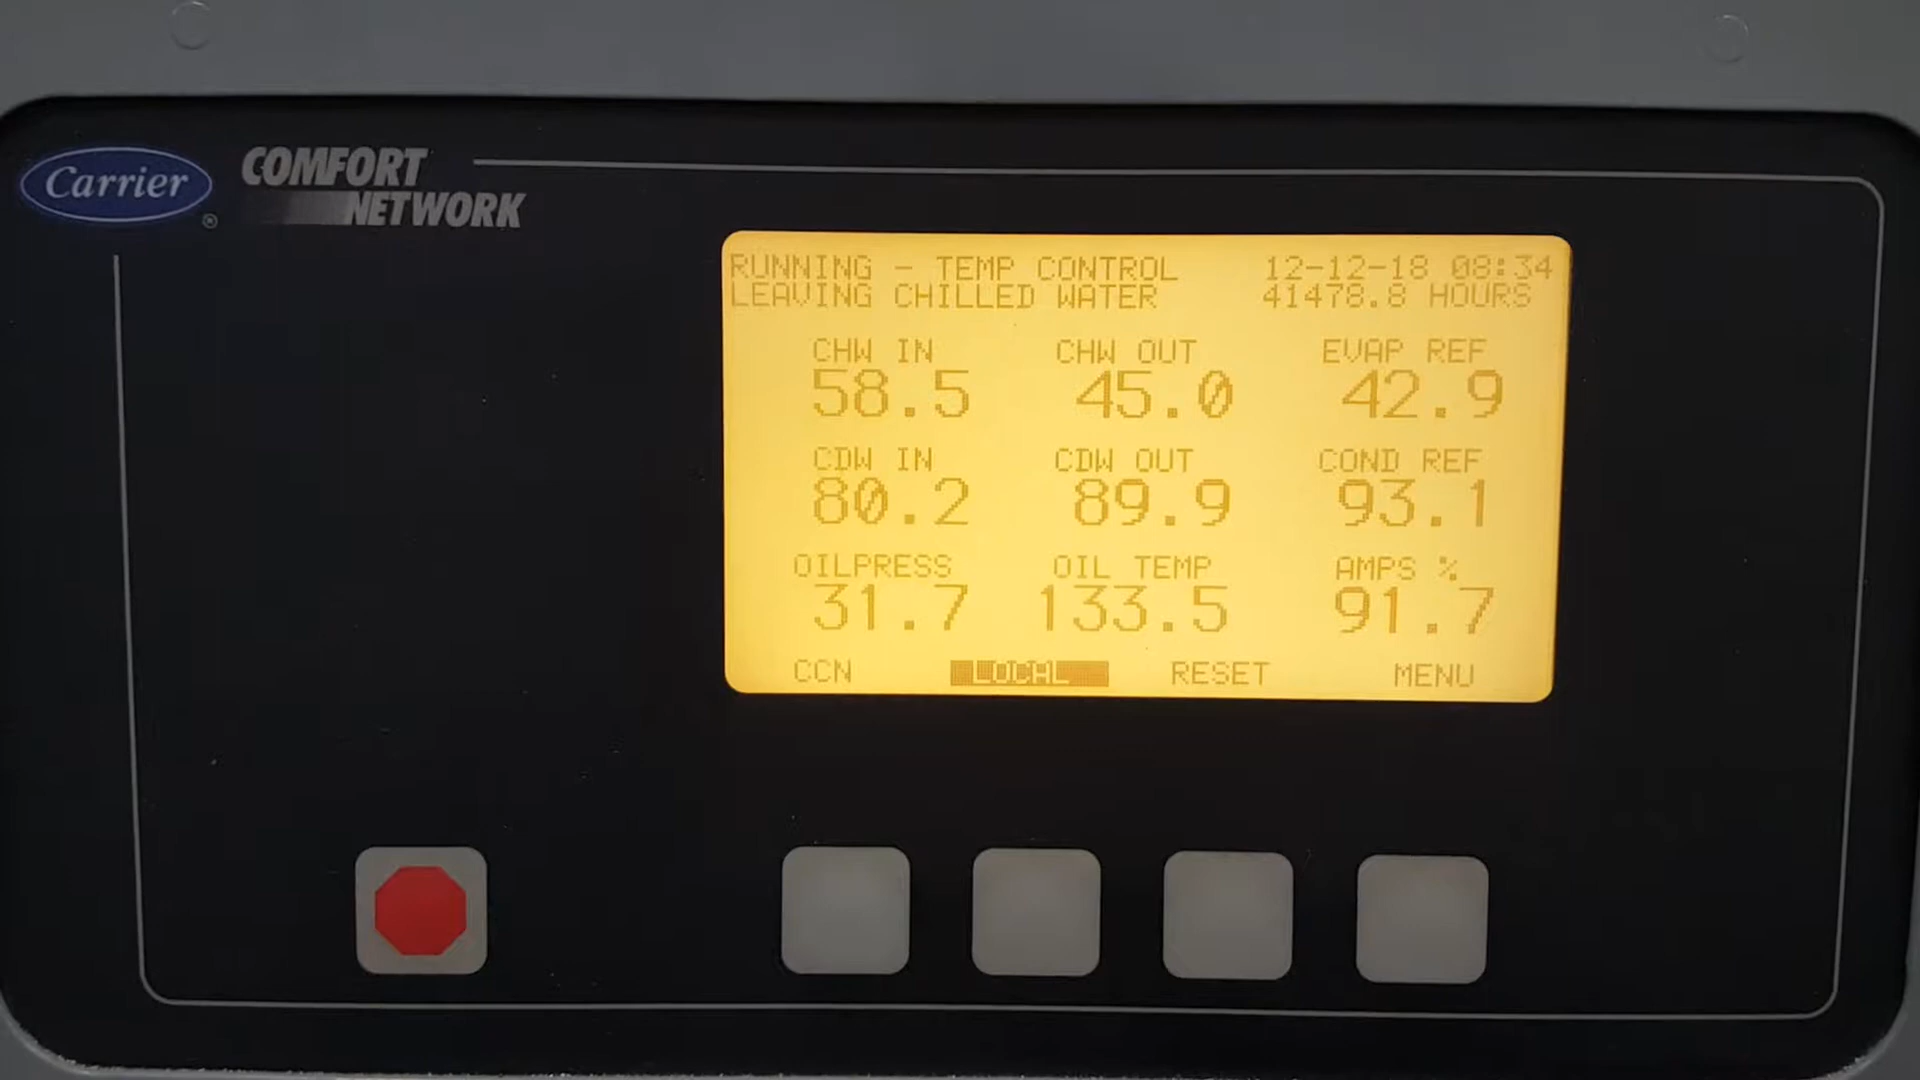 Carrier
®
COMFORT
NETWORK
RUNNING - TEMP CONTROL 12-12-18 08:34
LEAVING CHILLED WATER 41478.8 HOURS
CHW IN CHW OUT EVAP REF
58.5 45.0 42.9
CDW IN CDW OUT COND REF
80.2 89.9 93.1
OILPRESS OIL TEMP AMPS %
31.7 133.5 91.7
CCN LOCAL RESET MENU